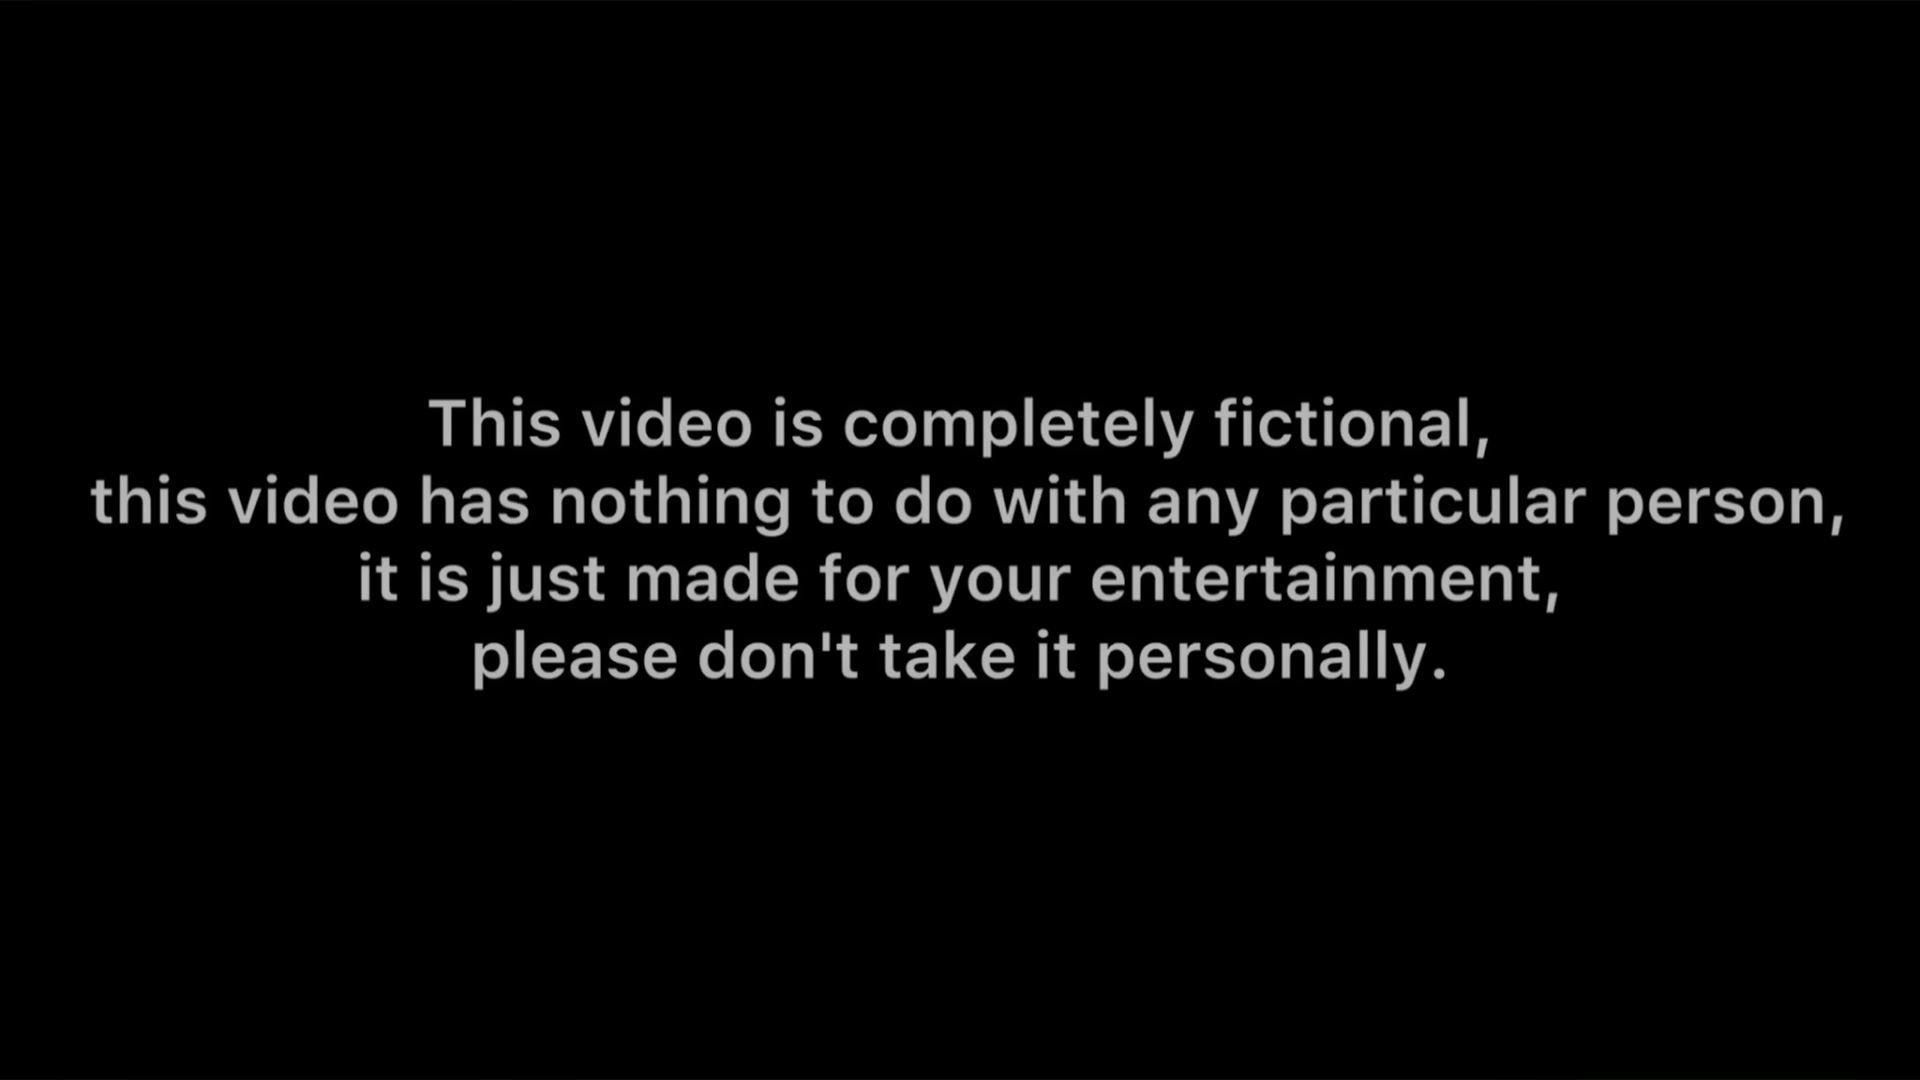 This video is completely fictional,
this video has nothing to do with any particular person,
it is just made for your entertainment,
please don't take it personally.